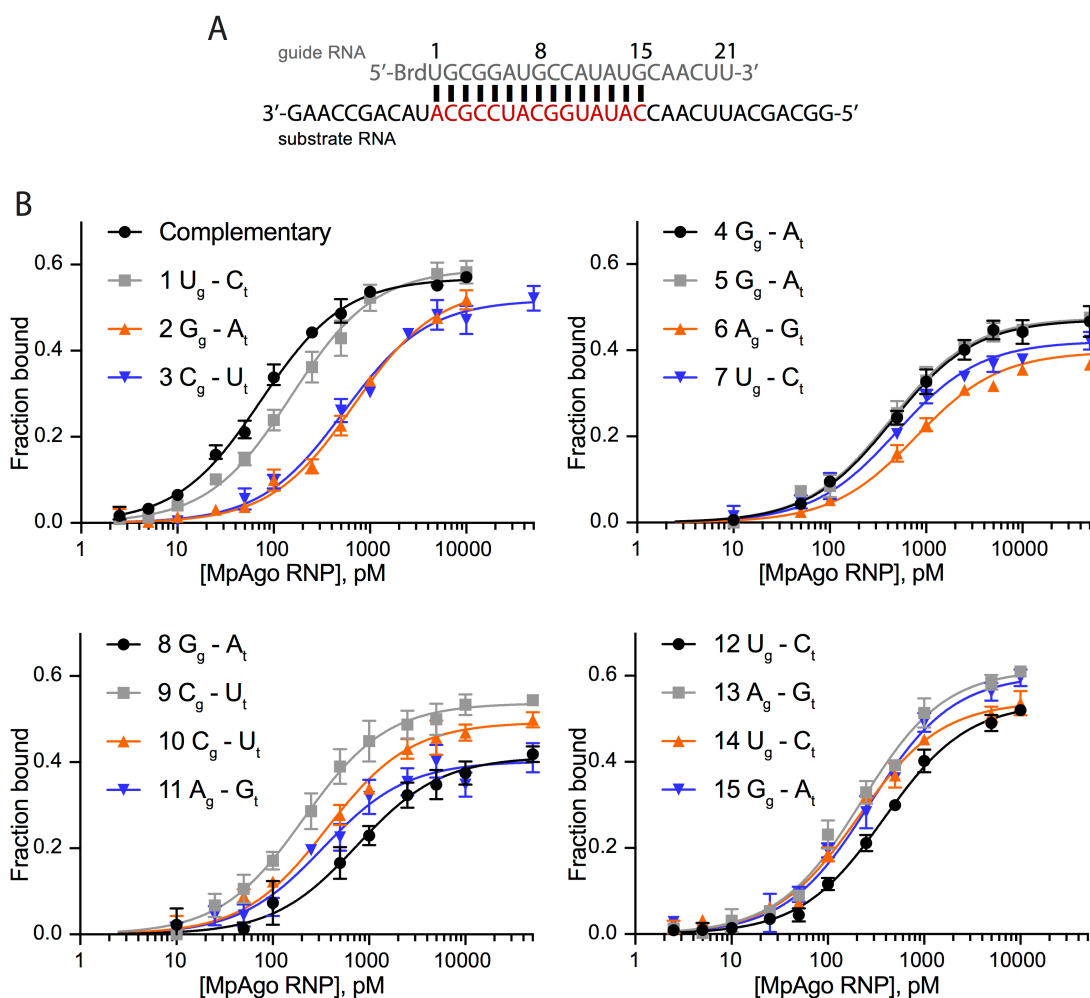 A
1 8 15 21
guide RNA
5′-BrdUGCGGAUGCCAUAUGCAACUU-3′
3′-GAACCGACAUACGCCUACGGUAUACCAACUUACGACGG-5′
substrate RNA
B
Complementary
1 Ug - Ct
2 Gg - At
3 Cg - Ut
Fraction bound
0.6
0.4
0.2
0.0
1 10 100 1000 10000
[MpAgo RNP], pM
4 Gg - At
5 Gg - At
6 Ag - Gt
7 Ug - Ct
Fraction bound
0.6
0.4
0.2
0.0
1 10 100 1000 10000
[MpAgo RNP], pM
8 Gg - At
9 Cg - Ut
10 Cg - Ut
11 Ag - Gt
Fraction bound
0.6
0.4
0.2
0.0
1 10 100 1000 10000
[MpAgo RNP], pM
12 Ug - Ct
13 Ag - Gt
14 Ug - Ct
15 Gg - At
Fraction bound
0.6
0.4
0.2
0.0
1 10 100 1000 10000
[MpAgo RNP], pM